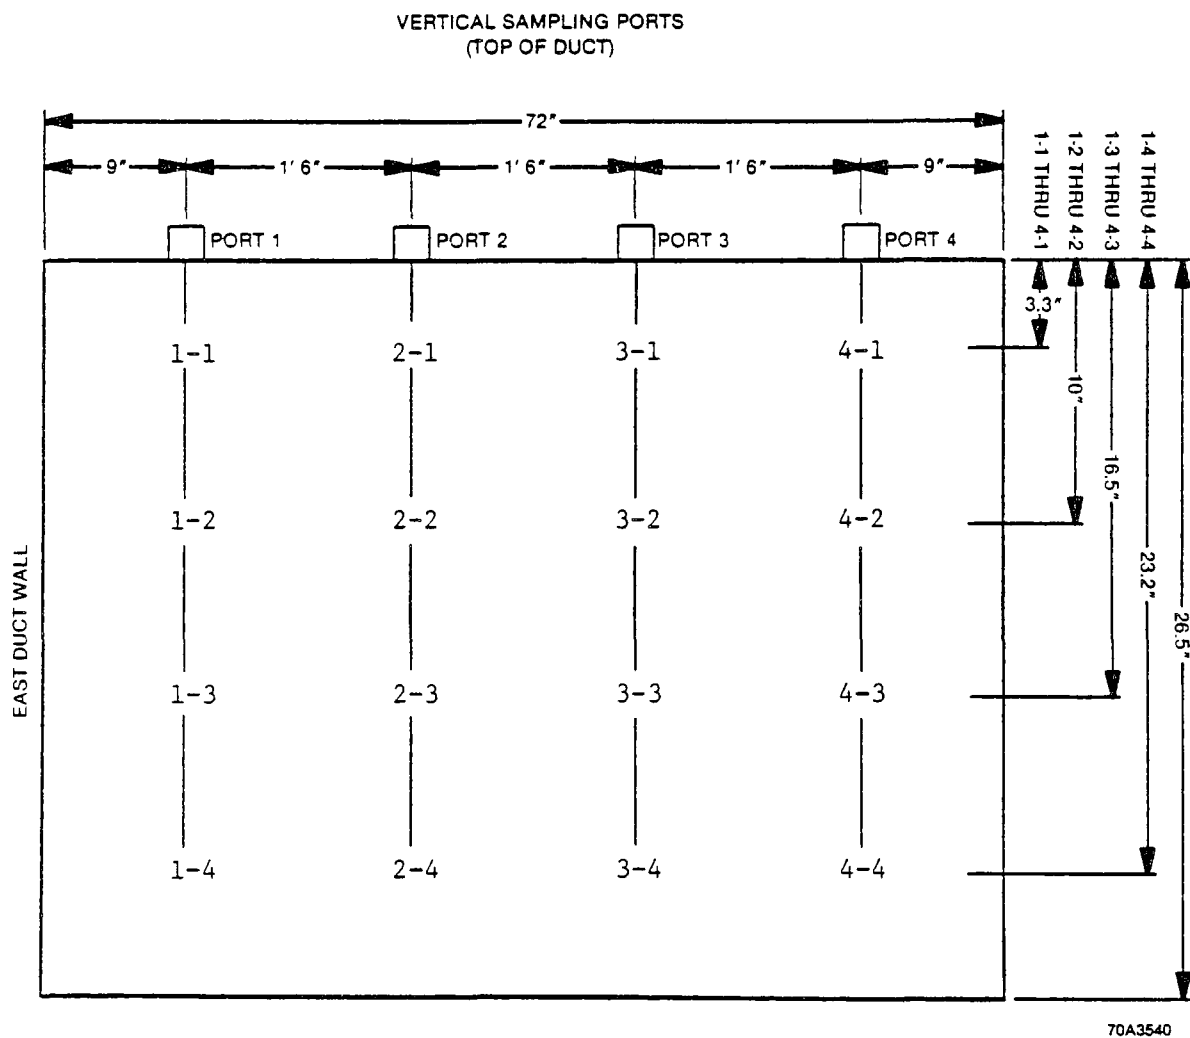 VERTICAL SAMPLING PORTS
(TOP OF DUCT)
72"
9" 1' 6" 1' 6" 1' 6" 9"
1-1 THRU 4-1
1-2 THRU 4-2
1-3 THRU 4-3
1-4 THRU 4-4
PORT 1 PORT 2 PORT 3 PORT 4
3.3"
10"
16.5"
23.2"
26.5"
1-1 2-1 3-1 4-1
1-2 2-2 3-2 4-2
1-3 2-3 3-3 4-3
1-4 2-4 3-4 4-4
EAST DUCT WALL
70A3540